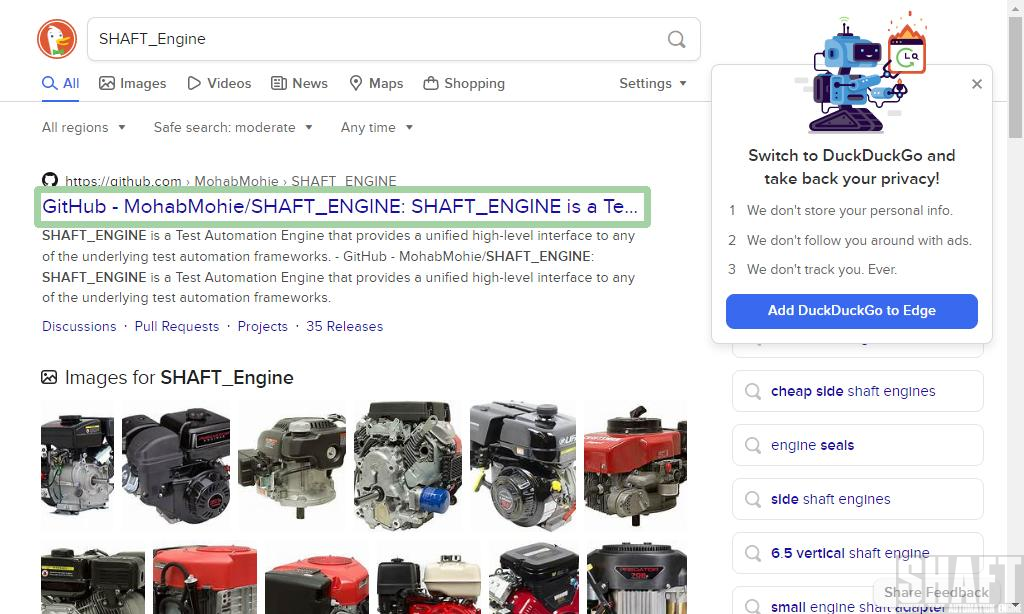 SHAFT_Engine
All Images Videos News Maps Shopping Settings
All regions Safe search: moderate Any time
https://github.com › MohabMohie › SHAFT_ENGINE
GitHub - MohabMohie/SHAFT_ENGINE: SHAFT_ENGINE is a Te...
SHAFT_ENGINE is a Test Automation Engine that provides a unified high-level interface to any
of the underlying test automation frameworks. - GitHub - MohabMohie/SHAFT_ENGINE:
SHAFT_ENGINE is a Test Automation Engine that provides a unified high-level interface to any
of the underlying test automation frameworks.
Discussions · Pull Requests · Projects · 35 Releases
Images for SHAFT_Engine
Switch to DuckDuckGo and
take back your privacy!
1 We don't store your personal info.
2 We don't follow you around with ads.
3 We don't track you. Ever.
Add DuckDuckGo to Edge
cheap side shaft engines
engine seals
side shaft engines
6.5 vertical shaft engine
small engine shaft adapter
PREDATOR
SHAFT
Share Feedback